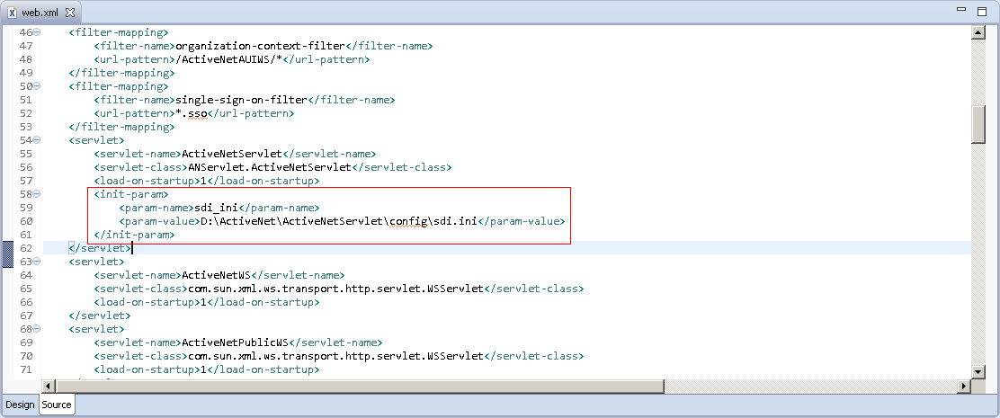 web.xml
46 <filter-mapping>
47 <filter-name>organization-context-filter</filter-name>
48 <url-pattern>/ActiveNetAUIWS/*</url-pattern>
49 </filter-mapping>
50 <filter-mapping>
51 <filter-name>single-sign-on-filter</filter-name>
52 <url-pattern>*.sso</url-pattern>
53 </filter-mapping>
54 <servlet>
55 <servlet-name>ActiveNetServlet</servlet-name>
56 <servlet-class>ANServlet.ActiveNetServlet</servlet-class>
57 <load-on-startup>1</load-on-startup>
58 <init-param>
59 <param-name>sdi_ini</param-name>
60 <param-value>D:\ActiveNet\ActiveNetServlet\config\sdi.ini</param-value>
61 </init-param>
62 </servlet>
63 <servlet>
64 <servlet-name>ActiveNetWS</servlet-name>
65 <servlet-class>com.sun.xml.ws.transport.http.servlet.WSServlet</servlet-class>
66 <load-on-startup>1</load-on-startup>
67 </servlet>
68 <servlet>
69 <servlet-name>ActiveNetPublicWS</servlet-name>
70 <servlet-class>com.sun.xml.ws.transport.http.servlet.WSServlet</servlet-class>
71 <load-on-startup>1</load-on-startup>
Design Source